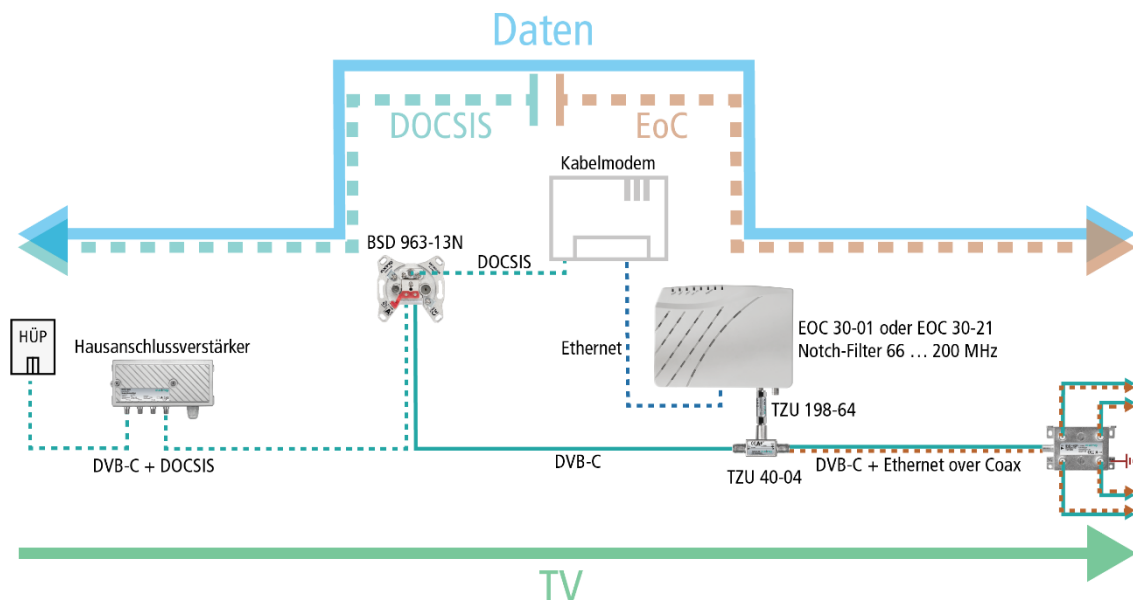 Daten
DOCSIS
EoC
Kabelmodem
BSD 963-13N
DOCSIS
HÜP
Hausanschlussverstärker
Ethernet
EOC 30-01 oder EOC 30-21
Notch-Filter 66 … 200 MHz
TZU 198-64
DVB-C + DOCSIS
DVB-C
TZU 40-04
DVB-C + Ethernet over Coax
TV